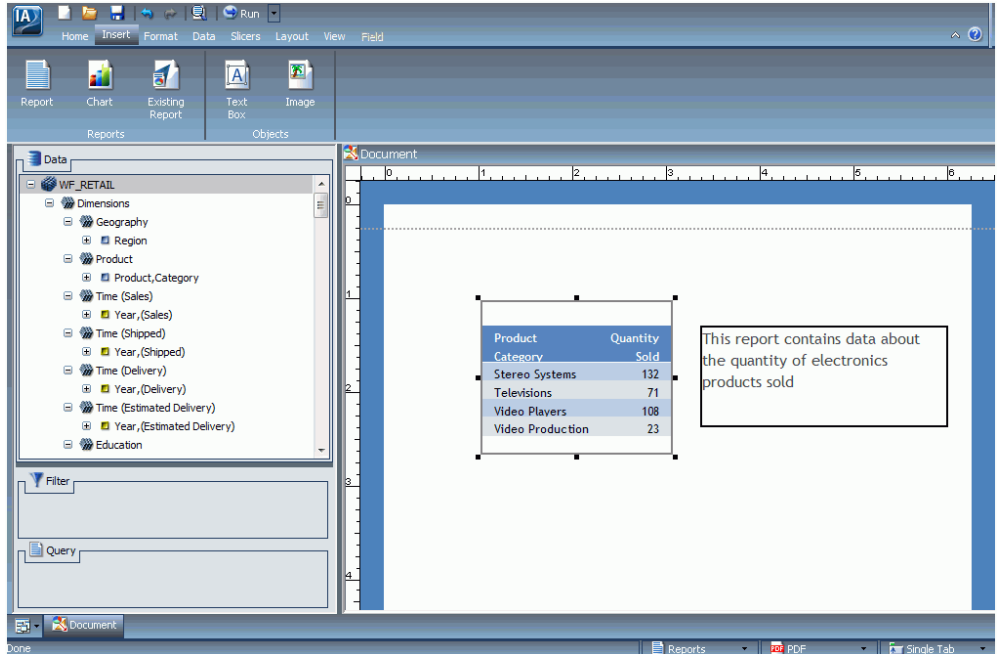 IA
Run
Home Insert Format Data Slicers Layout View Field
Report Chart Existing Report Text Box Image
Reports Objects
Data
WF_RETAIL
Dimensions
Geography
Region
Product
Product,Category
Time (Sales)
Year,(Sales)
Time (Shipped)
Year,(Shipped)
Time (Delivery)
Year,(Delivery)
Time (Estimated Delivery)
Year,(Estimated Delivery)
Education
Filter
Query
Document
0 1 2 3 4 5 6
0
1
2
3
4
Product Quantity
Category Sold
Stereo Systems 132
Televisions 71
Video Players 108
Video Production 23
This report contains data about
the quantity of electronics
products sold
Document
Done Reports PDF PDF Single Tab